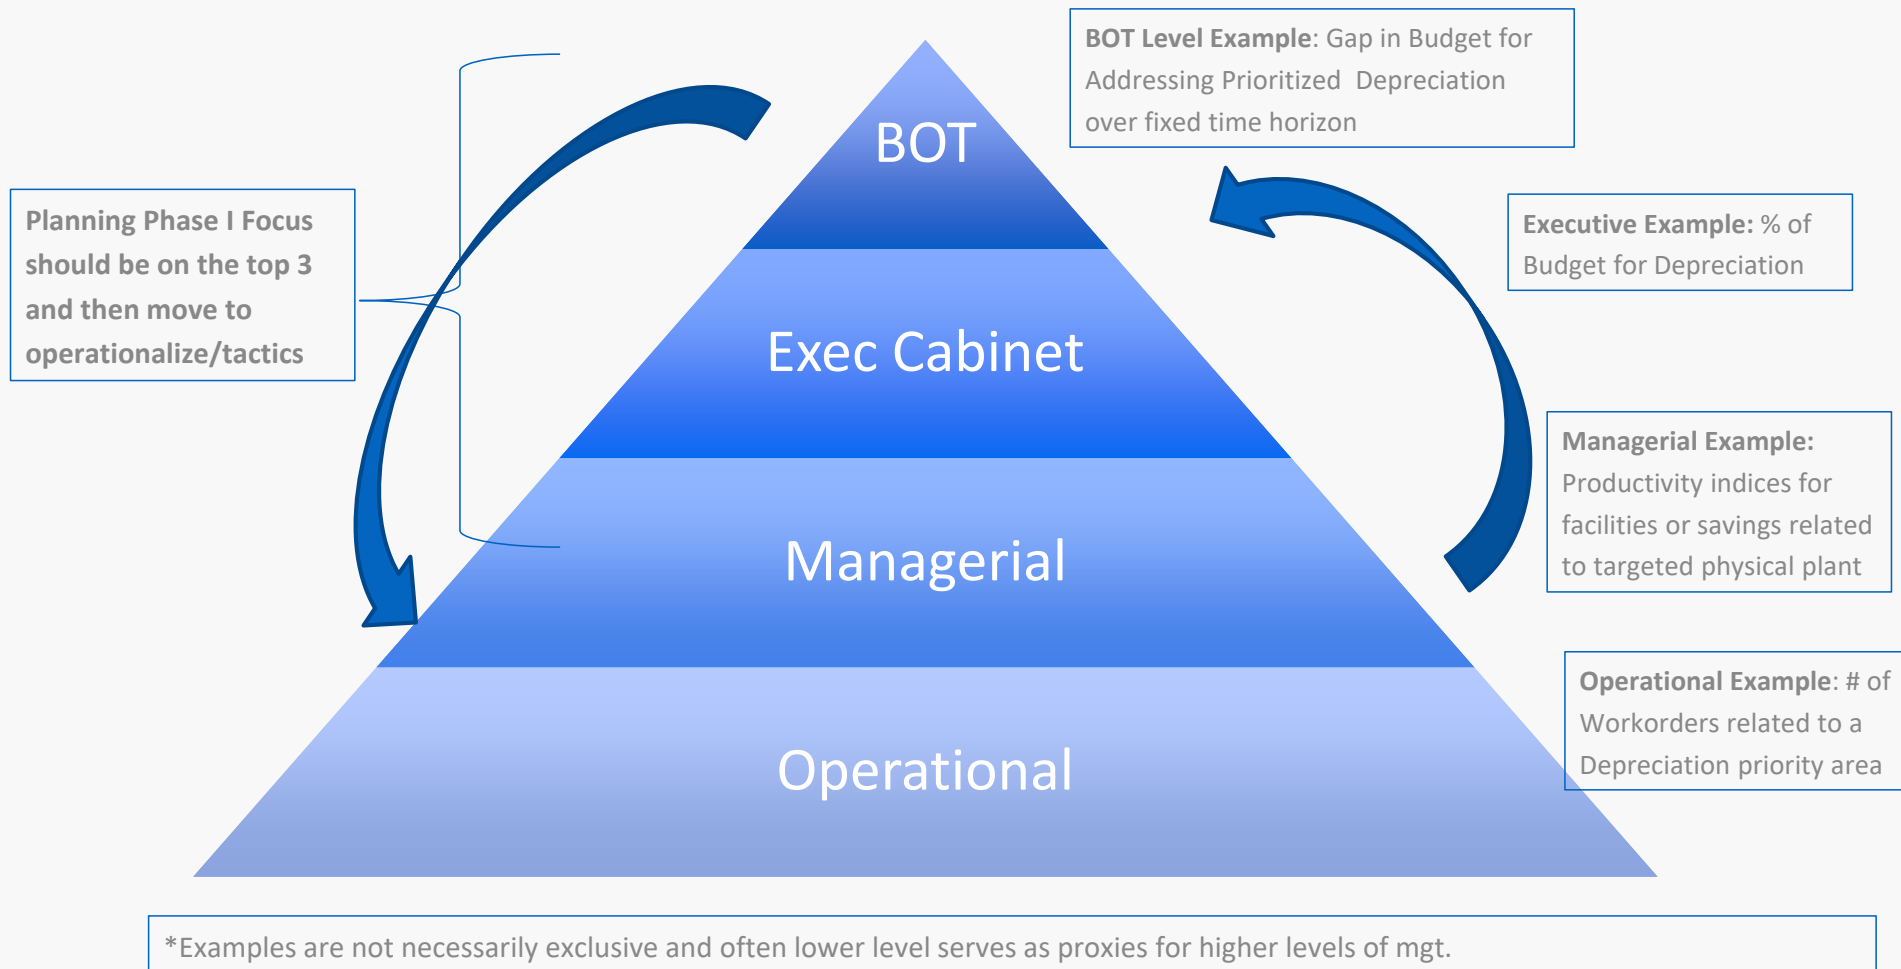 BOT Level Example: Gap in Budget for
Addressing Prioritized Depreciation
over fixed time horizon
BOT
Planning Phase I Focus
should be on the top 3
and then move to
operationalize/tactics
Executive Example: % of
Budget for Depreciation
Exec Cabinet
Managerial Example:
Productivity indices for
facilities or savings related
to targeted physical plant
Managerial
Operational Example: # of
Workorders related to a
Depreciation priority area
Operational
*Examples are not necessarily exclusive and often lower level serves as proxies for higher levels of mgt.